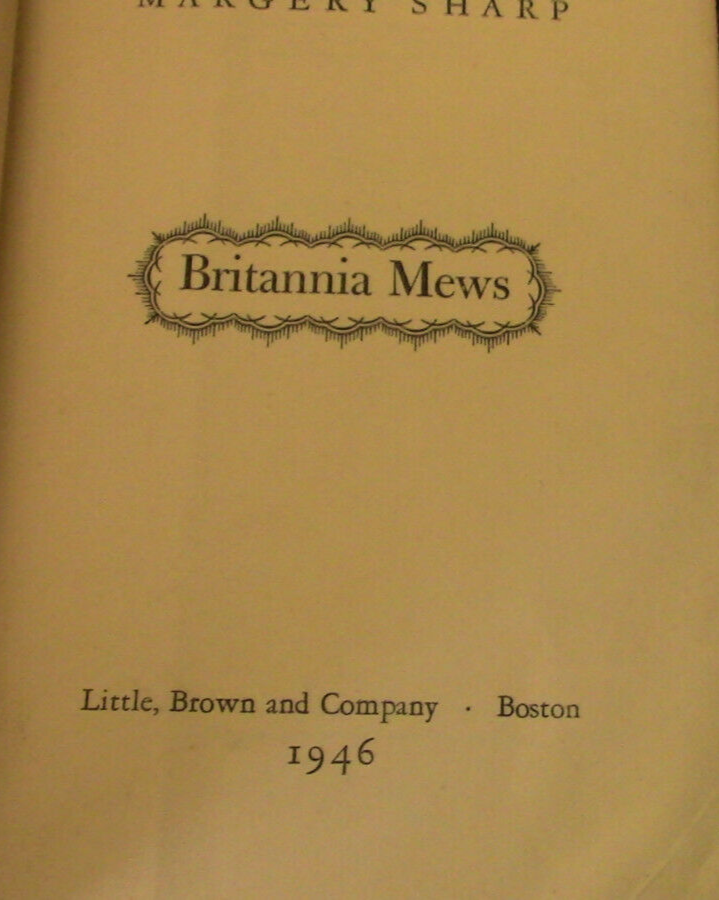 MARGERY SHARP
Britannia Mews
Little, Brown and Company · Boston
1946